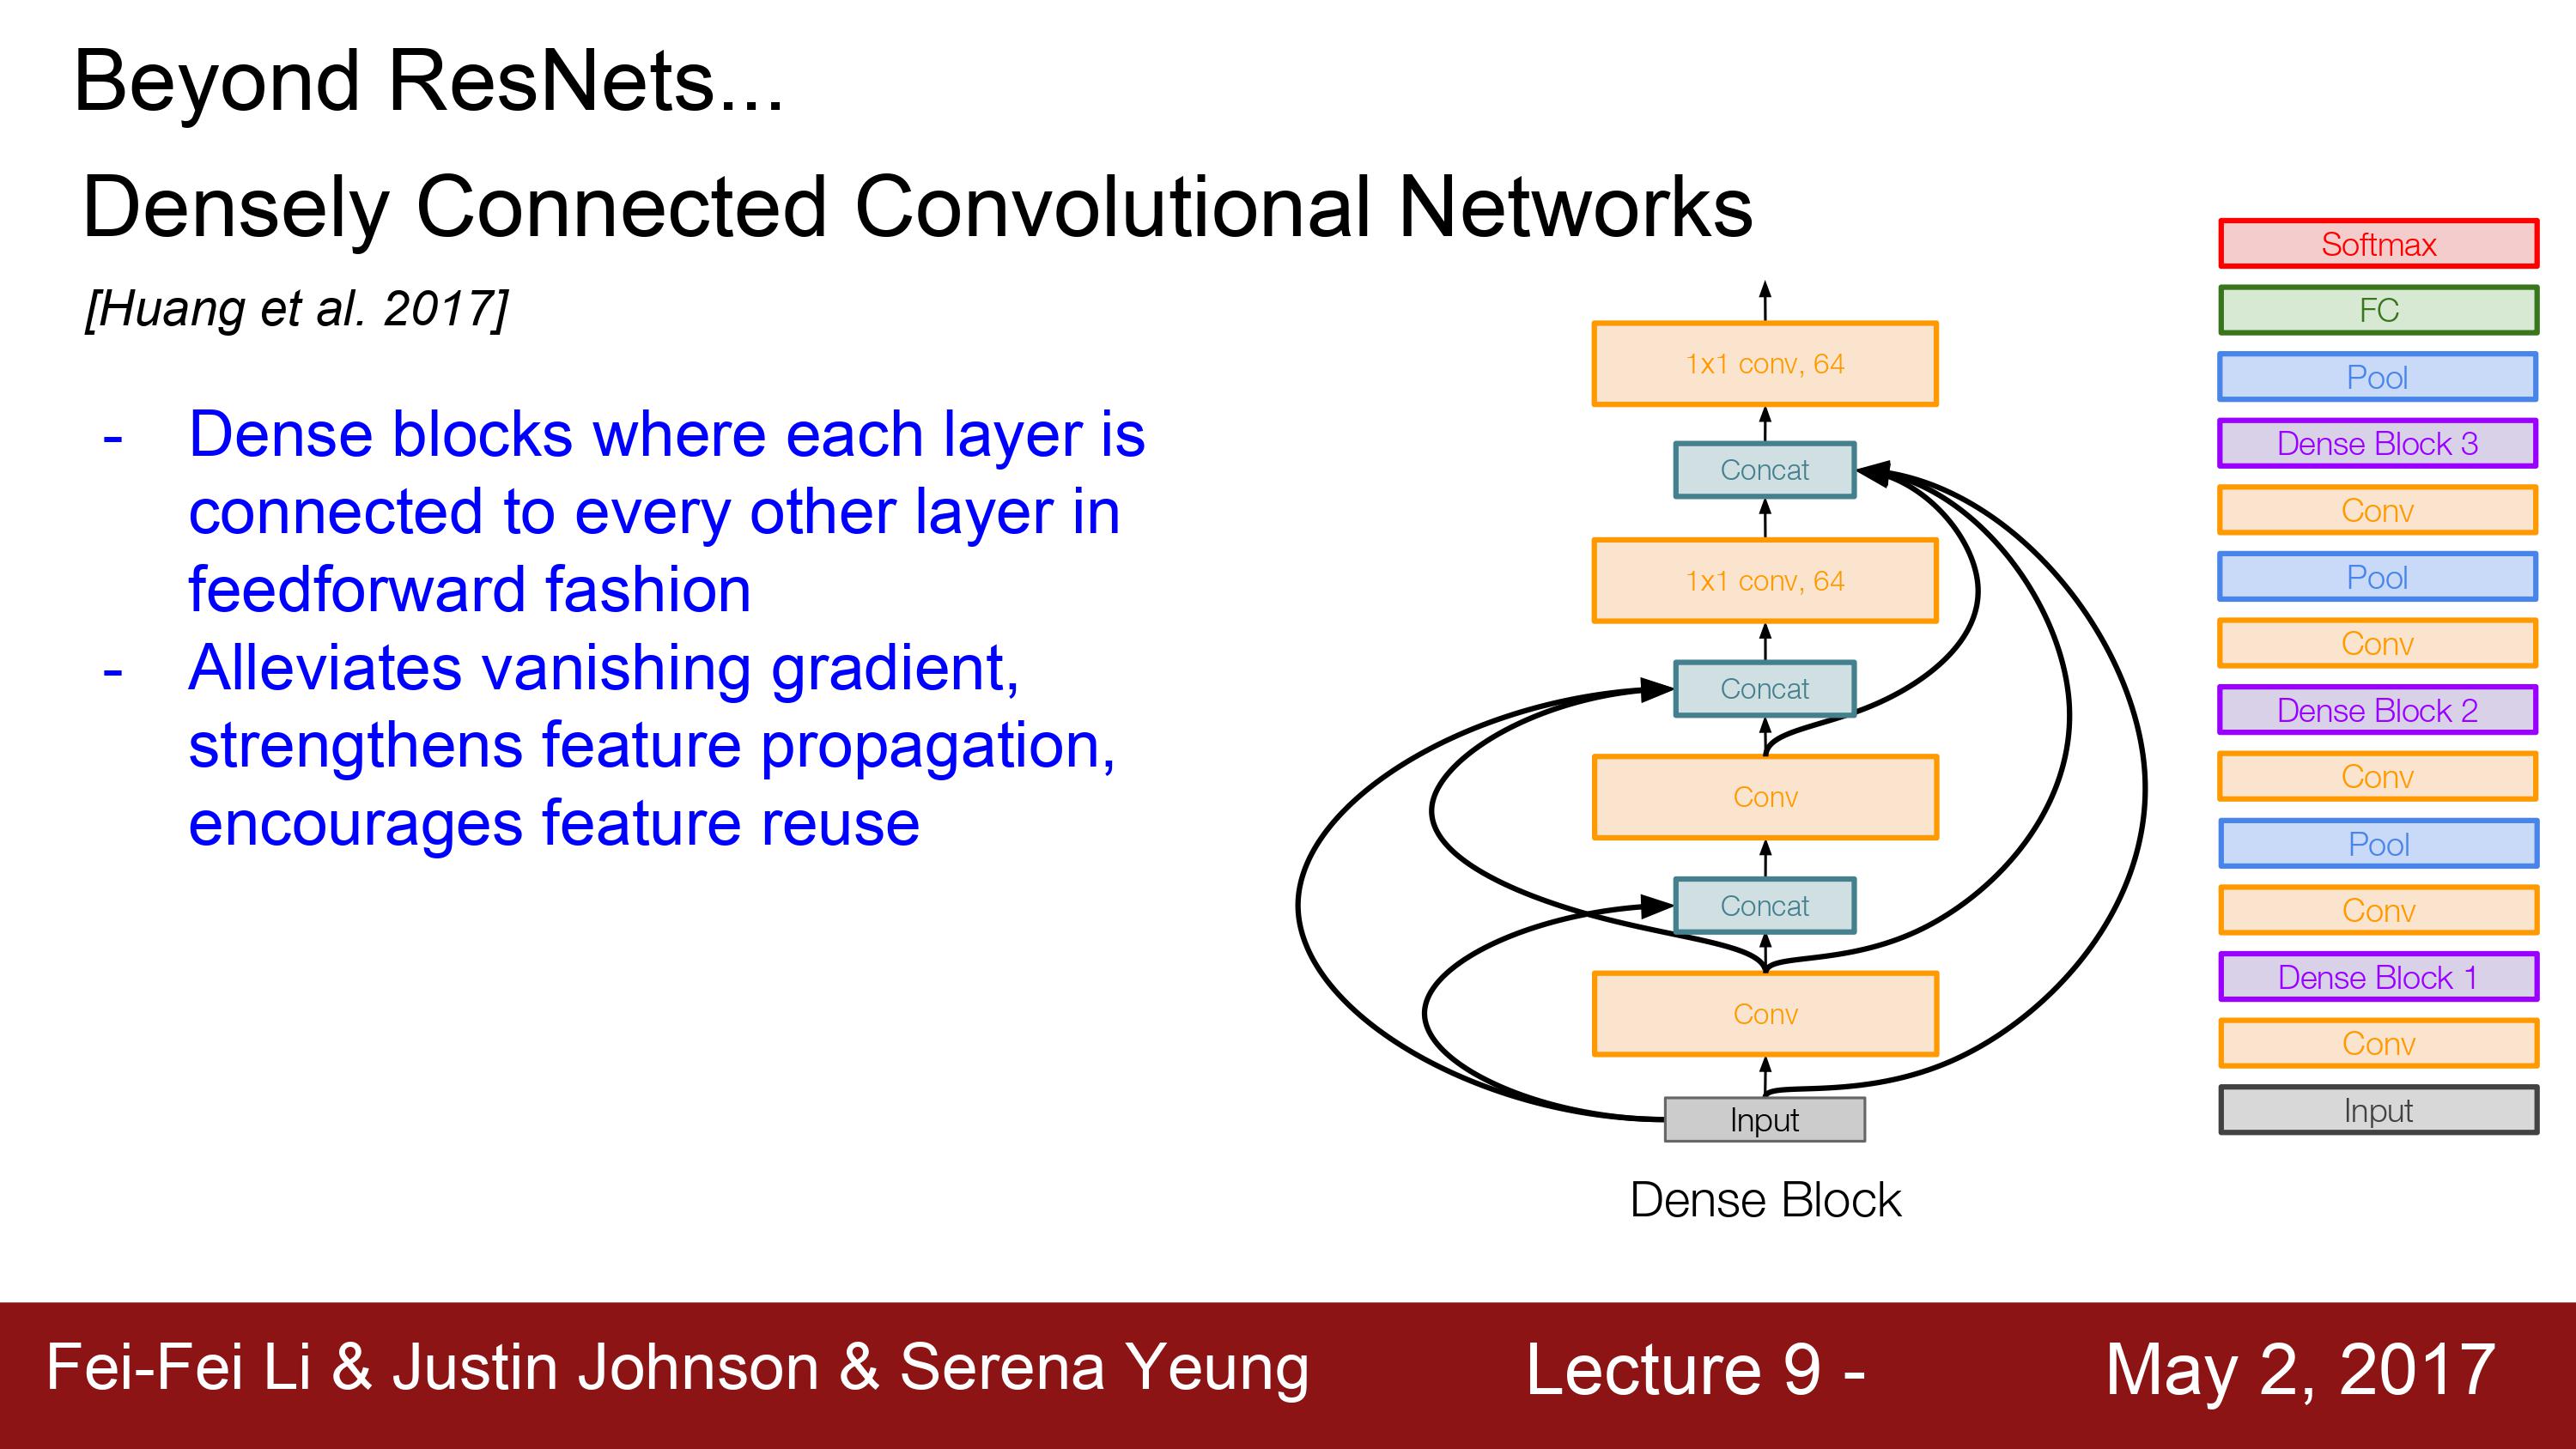 Beyond ResNets...
Densely Connected Convolutional Networks
[Huang et al. 2017]
- Dense blocks where each layer is
connected to every other layer in
feedforward fashion
- Alleviates vanishing gradient,
strengthens feature propagation,
encourages feature reuse
1x1 conv, 64
Concat
1x1 conv, 64
Concat
Conv
Concat
Conv
Input
Dense Block
Softmax
FC
Pool
Dense Block 3
Conv
Pool
Conv
Dense Block 2
Conv
Pool
Conv
Dense Block 1
Conv
Input
Fei-Fei Li & Justin Johnson & Serena Yeung
Lecture 9 -
May 2, 2017